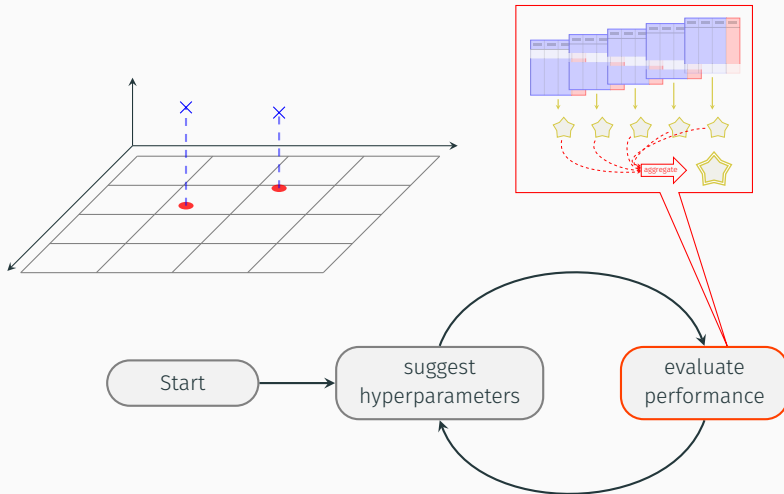 aggregate
Start
suggest
hyperparameters
evaluate
performance